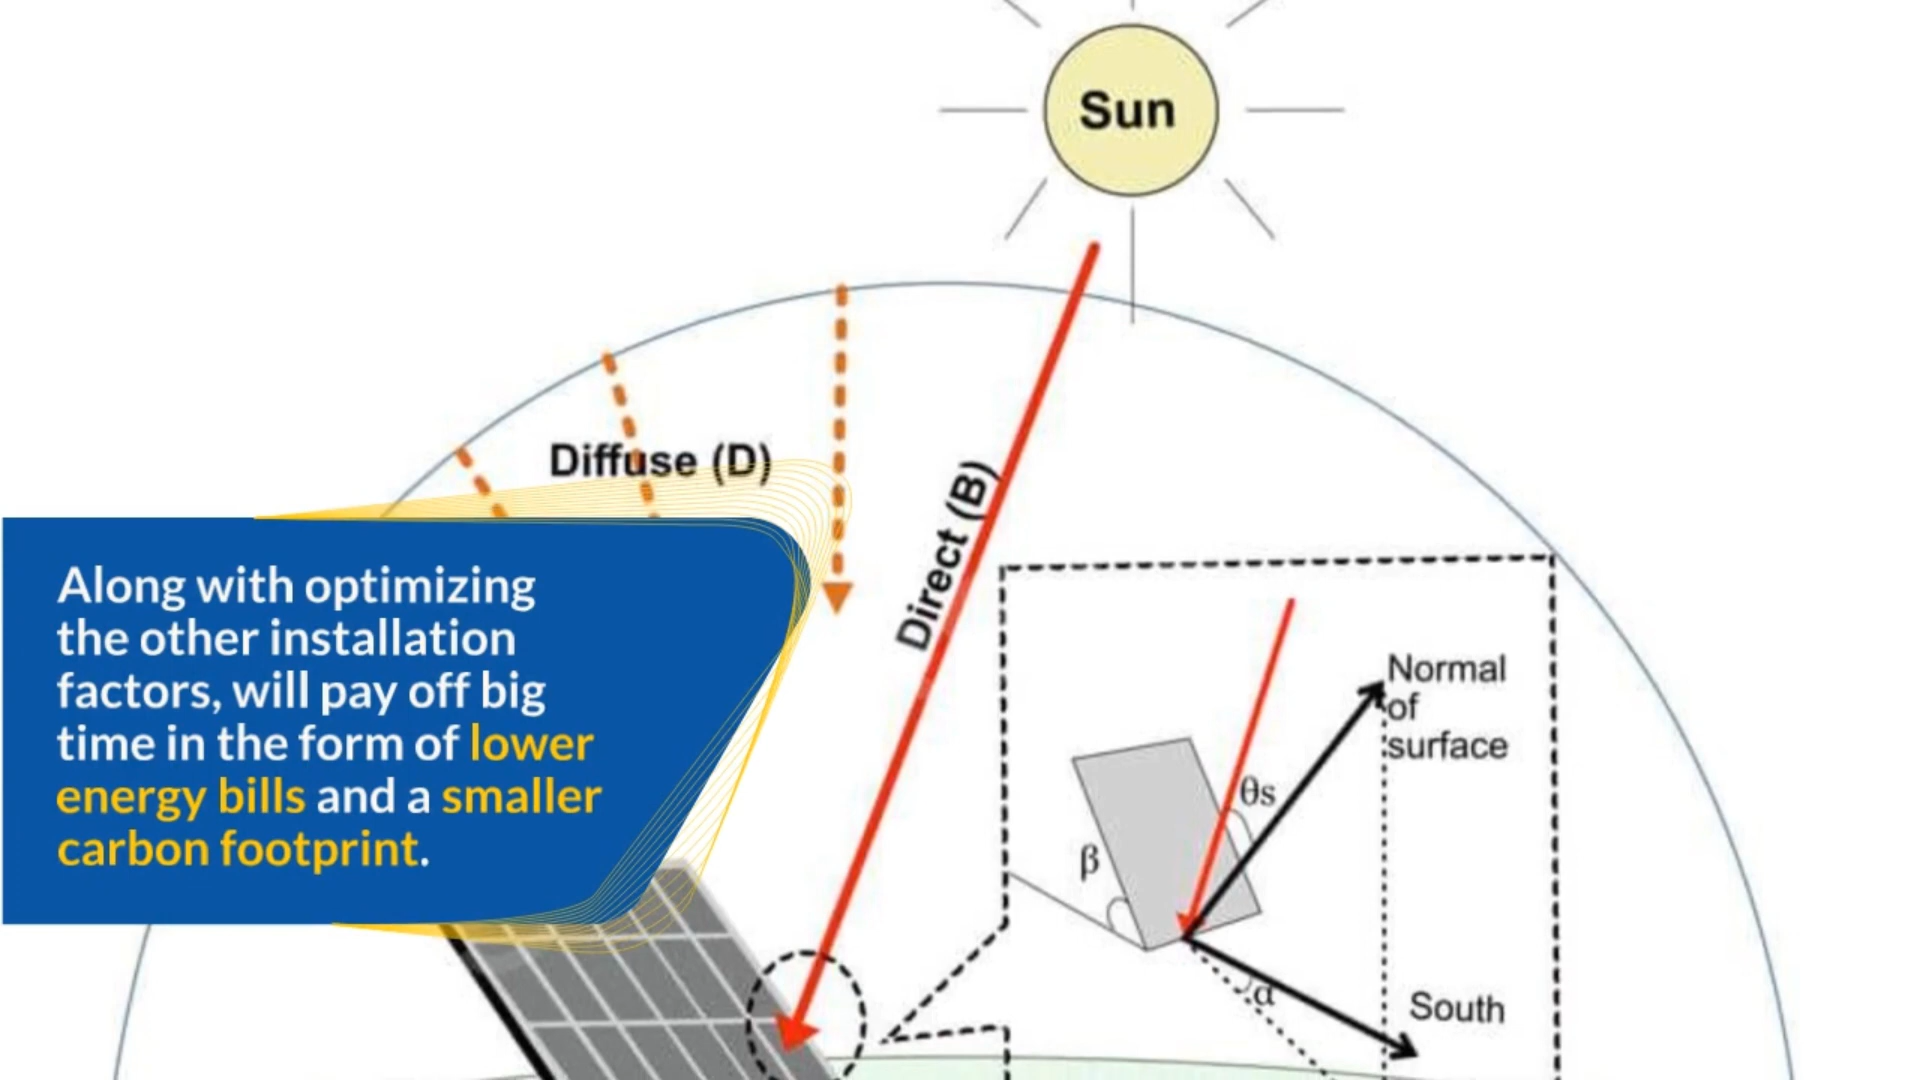 Sun
Diffuse (D)
Direct (B)
Along with optimizing
the other installation
factors, will pay off big
time in the form of lower
energy bills and a smaller
carbon footprint.
Normal
of
surface
θs
β
α
South